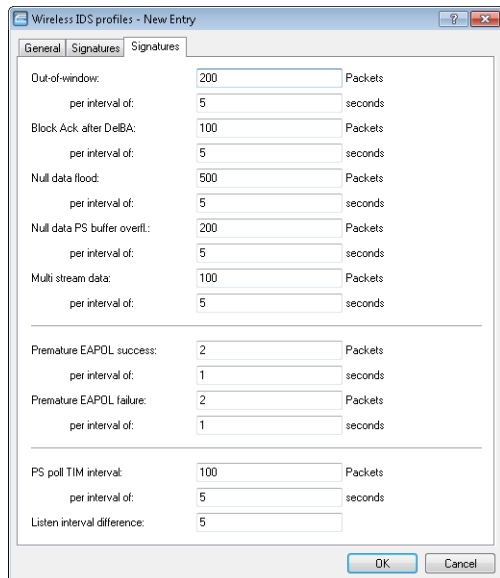 Wireless IDS profiles - New Entry
General Signatures Signatures
Out-of-window: 200 Packets
per interval of: 5 seconds
Block Ack after DelBA: 100 Packets
per interval of: 5 seconds
Null data flood: 500 Packets
per interval of: 5 seconds
Null data PS buffer overfl.: 200 Packets
per interval of: 5 seconds
Multi stream data: 100 Packets
per interval of: 5 seconds
Premature EAPOL success: 2 Packets
per interval of: 1 seconds
Premature EAPOL failure: 2 Packets
per interval of: 1 seconds
PS poll TIM interval: 100 Packets
per interval of: 5 seconds
Listen interval difference: 5
OK Cancel